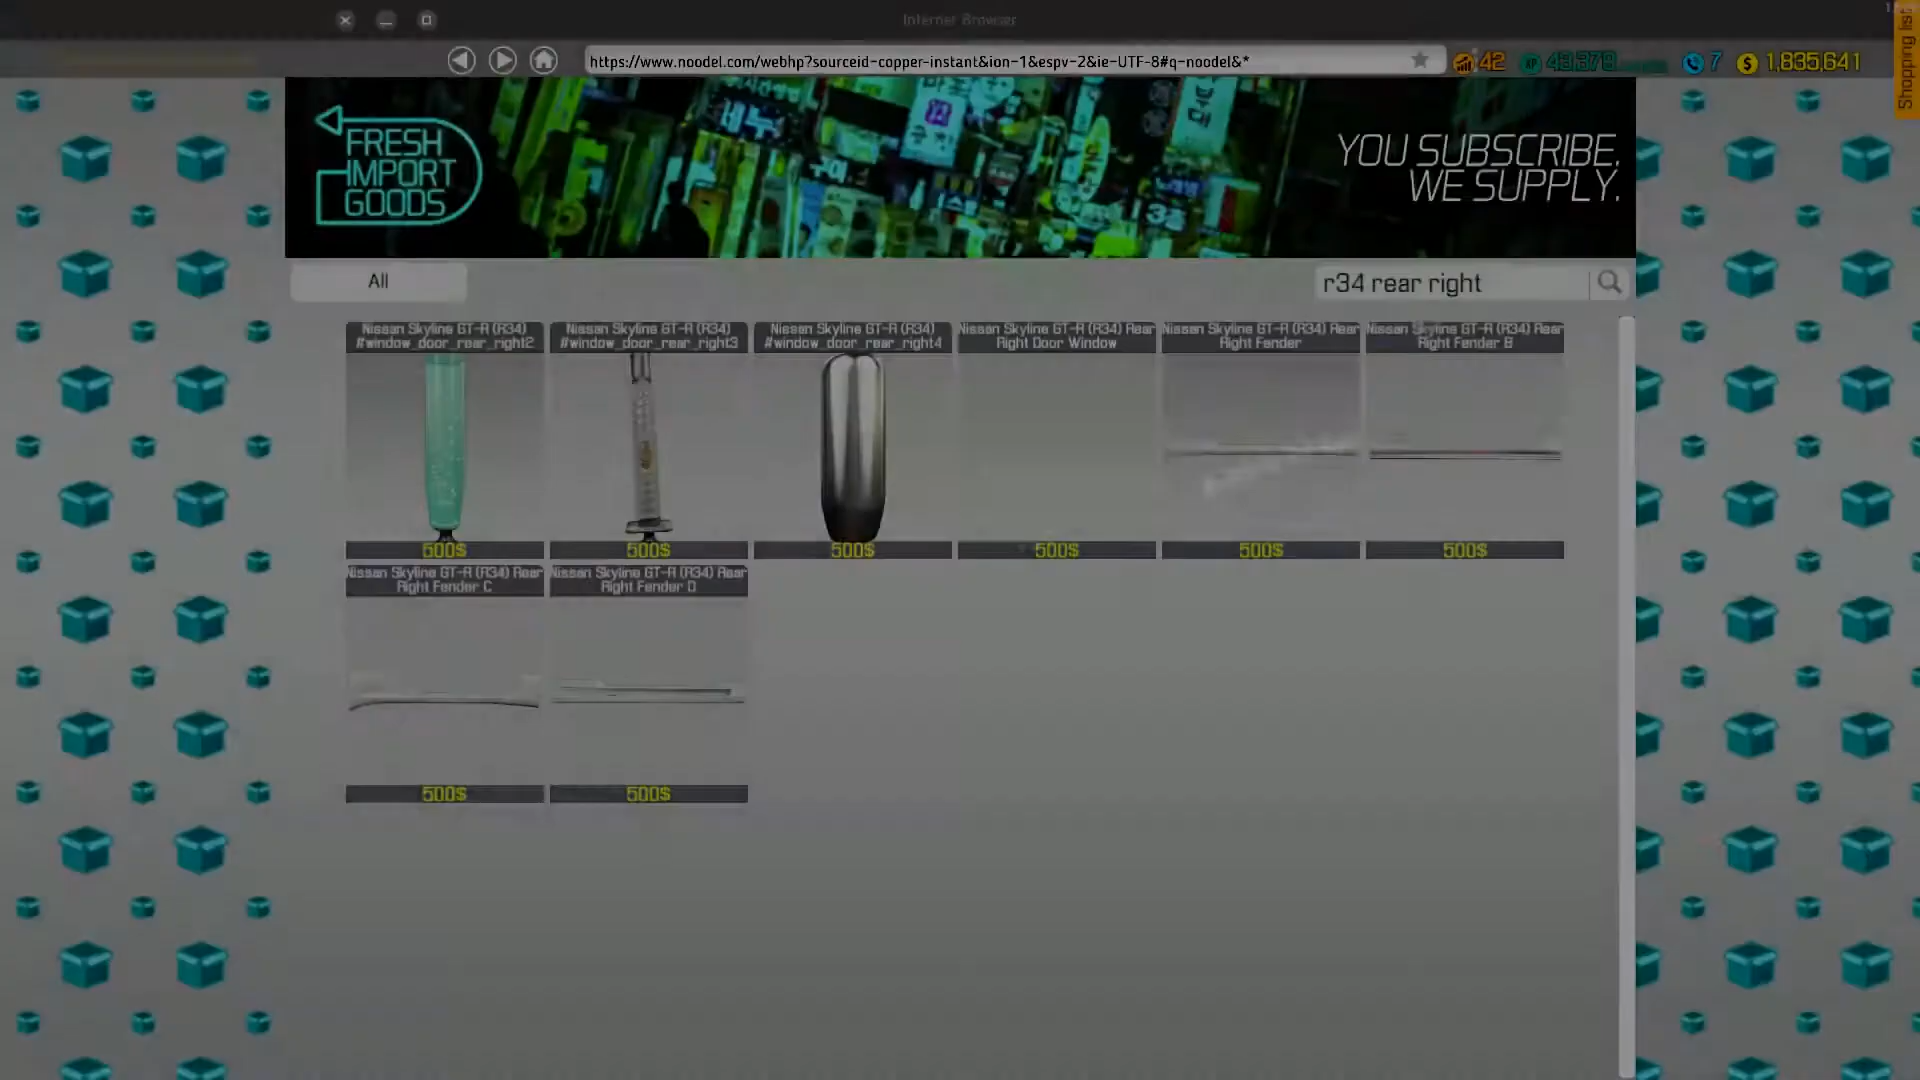 Internet Browser
https://www.noodel.com/webhp?sourceid-copper-instant&ion-1&espv-2&ie-UTF-8#q-noodel&*
42
7
1,835,641
Shopping list
FRESH
IMPORT
GOODS
YOU SUBSCRIBE.
WE SUPPLY.
All
r34 rear right
Nissan Skyline GT-R (R34)
#window_door_rear_right2
Nissan Skyline GT-R (R34)
#window_door_rear_right3
Nissan Skyline GT-R (R34)
#window_door_rear_right4
Nissan Skyline GT-R (R34) Rear
Right Door Window
Nissan Skyline GT-R (R34) Rear
Right Fender
Nissan Skyline GT-R (R34) Rear
Right Fender B
500$
500$
500$
500$
500$
500$
Nissan Skyline GT-R (R34) Rear
Right Fender C
Nissan Skyline GT-R (R34) Rear
Right Fender D
500$
500$